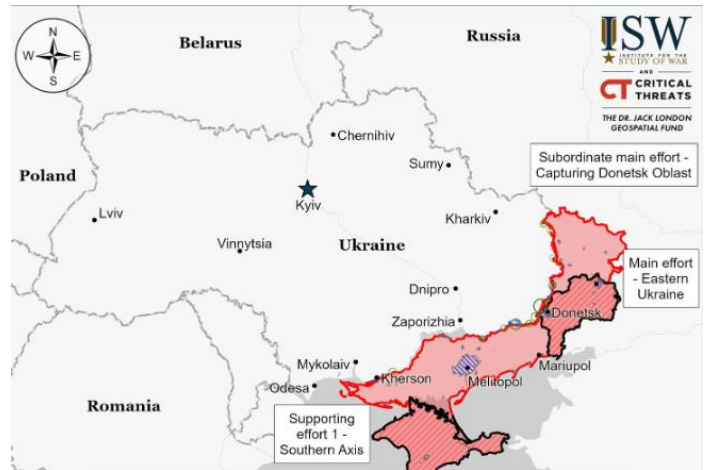 Belarus
Russia
N
W
E
S
ISW
INSTITUTE FOR THE
STUDY OF WAR
AND
CT CRITICAL
THREATS
THE DR. JACK LONDON
GEOSPATIAL FUND
Chernihiv
Sumy
Subordinate main effort -
Capturing Donetsk Oblast
Poland
Kyiv
Lviv
Kharkiv
Vinnytsia
Ukraine
Main effort
- Eastern
Ukraine
Dnipro
Zaporizhia
Donetsk
Mykolaiv
Mariupol
Odesa
Kherson
Melitopol
Romania
Supporting
effort 1 -
Southern Axis